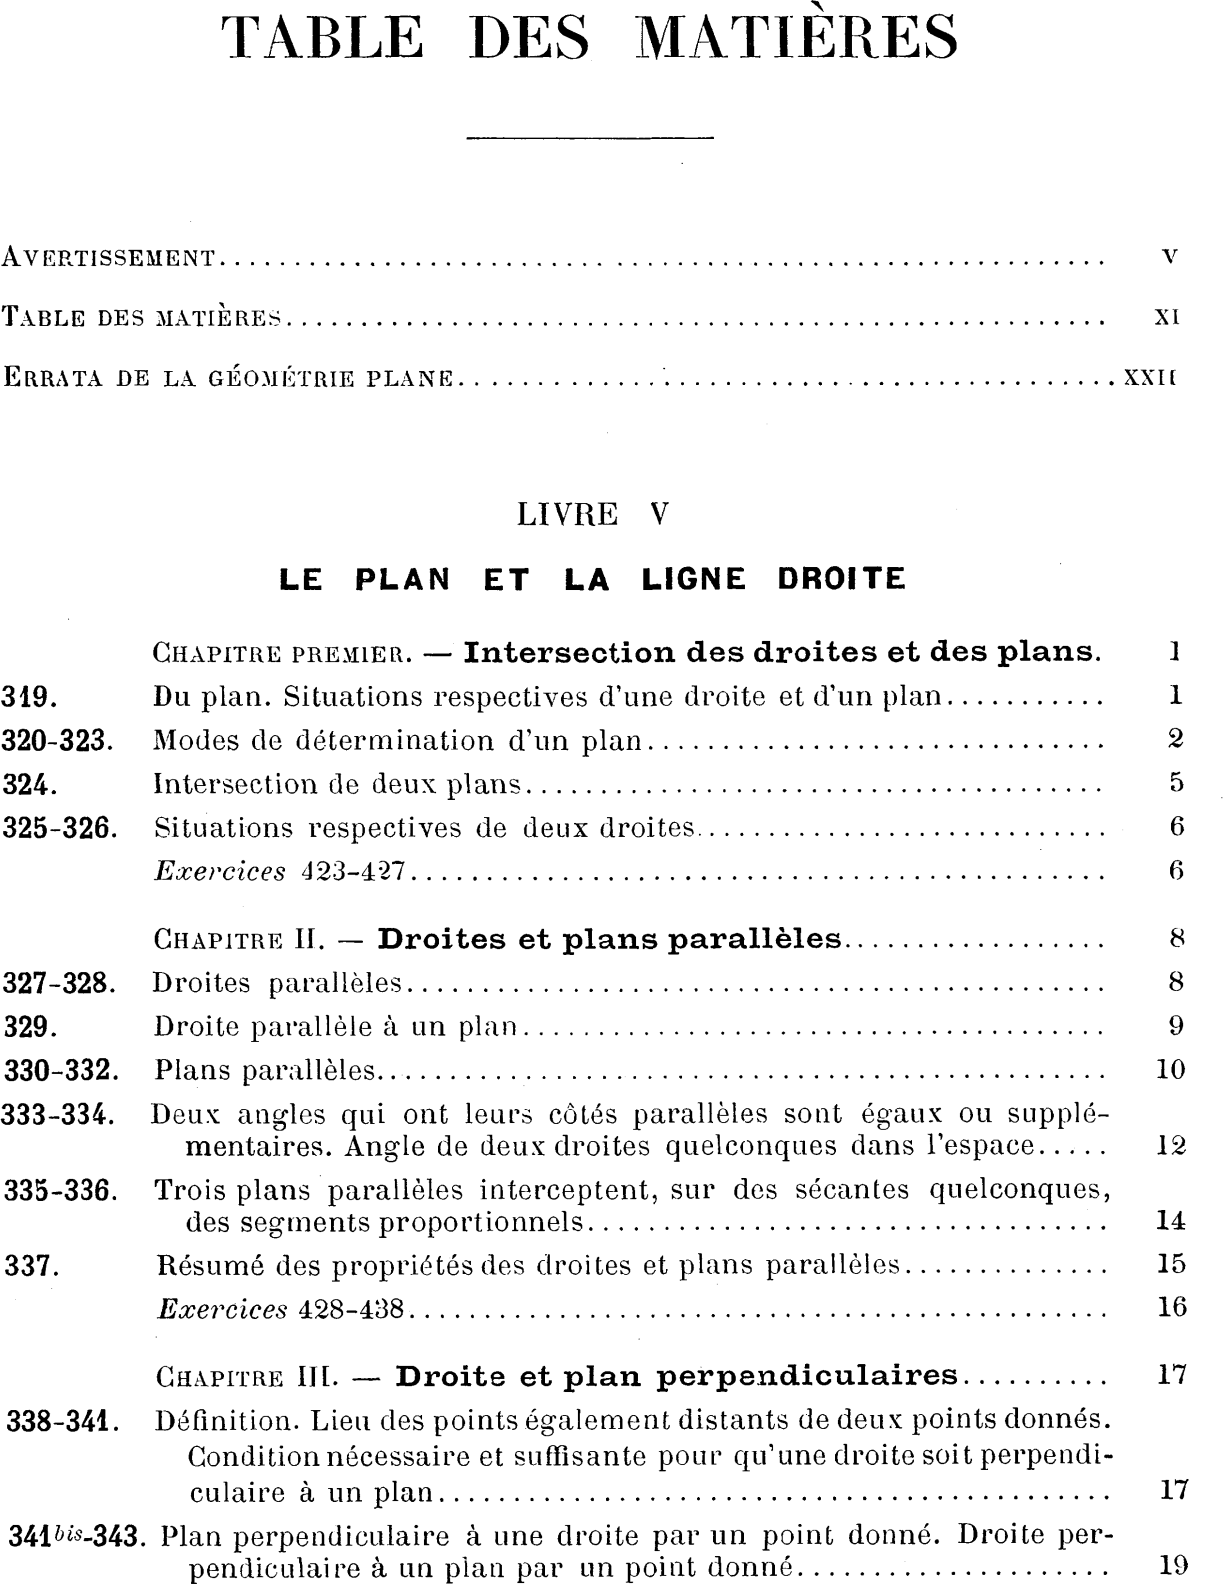 TABLE DES MATIÈRES
AVERTISSEMENT............................................................ V
TABLE DES MATIÈRES....................................................... XI
ERRATA DE LA GÉOMÉTRIE PLANE............................................ XXII
LIVRE V
LE PLAN ET LA LIGNE DROITE
CHAPITRE PREMIER. — Intersection des droites et des plans. 1
319. Du plan. Situations respectives d'une droite et d'un plan........... 1
320-323. Modes de détermination d'un plan............................... 2
324. Intersection de deux plans....................................... 5
325-326. Situations respectives de deux droites............................ 6
Exercices 423-427............................................... 6
CHAPITRE II. — Droites et plans parallèles.................. 8
327-328. Droites parallèles............................................... 8
329. Droite parallèle à un plan....................................... 9
330-332. Plans parallèles................................................. 10
333-334. Deux angles qui ont leurs côtés parallèles sont égaux ou supplé-
mentaires. Angle de deux droites quelconques dans l'espace..... 12
335-336. Trois plans parallèles interceptent, sur des sécantes quelconques,
des segments proportionnels................................... 14
337. Résumé des propriétés des droites et plans parallèles.............. 15
Exercices 428-438............................................... 16
CHAPITRE III. — Droite et plan perpendiculaires.......... 17
338-341. Définition. Lieu des points également distants de deux points donnés.
Condition nécessaire et suffisante pour qu'une droite soit perpendi-
culaire à un plan............................................. 17
341bis-343. Plan perpendiculaire à une droite par un point donné. Droite per-
pendiculaire à un plan par un point donné..................... 19